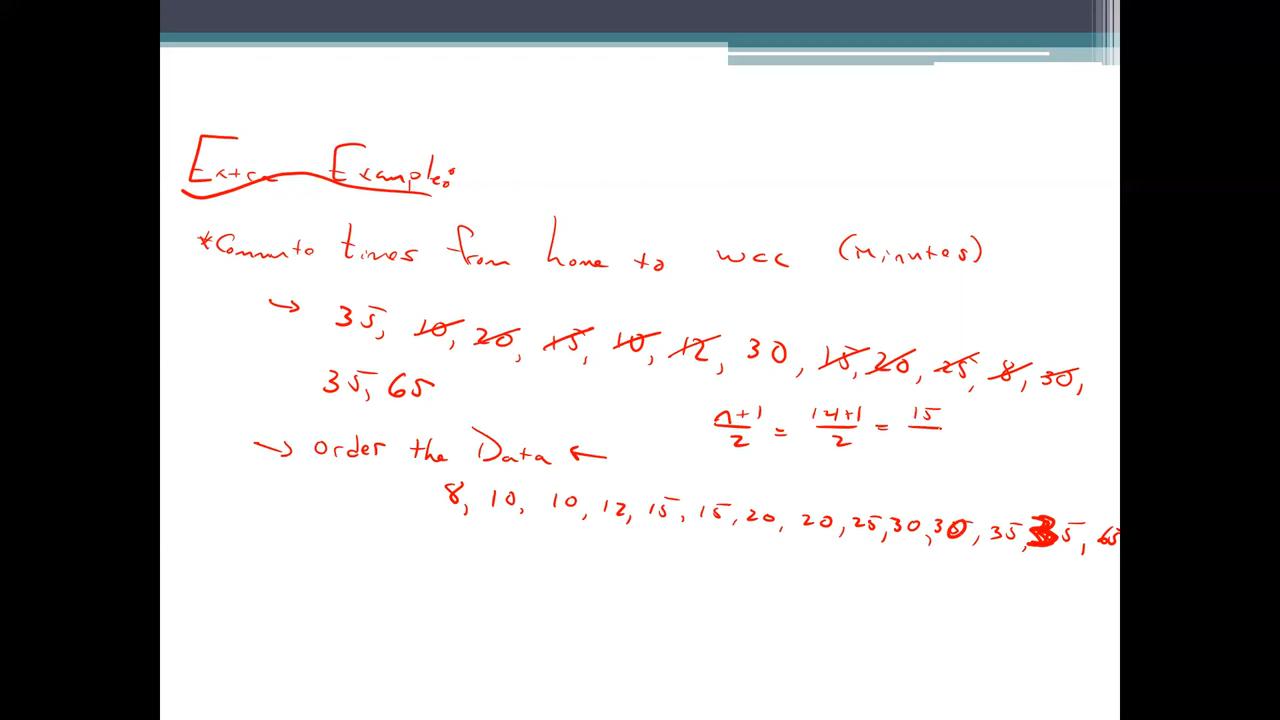 Extra Example:
*Commute times from home to WCC (minutes)
→ 35, 10, 20, 15, 10, 12, 30, 15, 20, 25, 8, 30,
35, 65
n+1/2 = 14+1/2 = 15/
→ Order the Data ←
8, 10, 10, 12, 15, 15, 20, 20, 25, 30, 30, 35, 35, 65